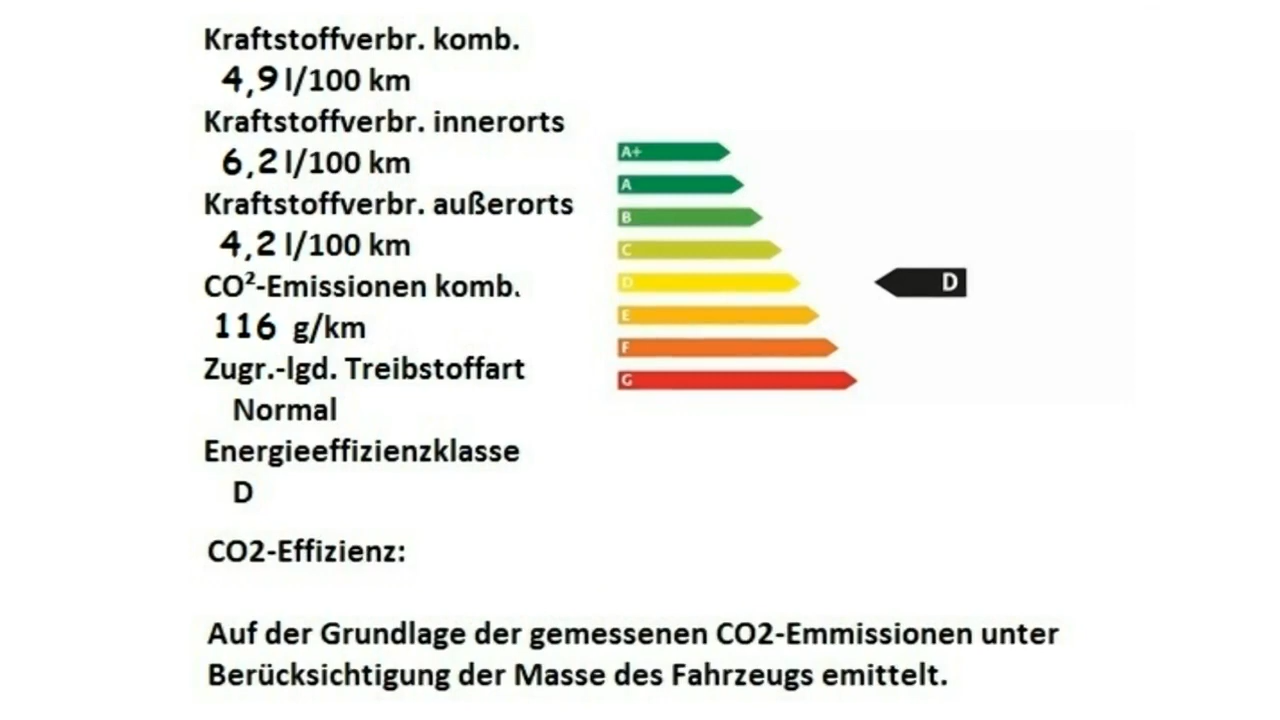 Kraftstoffverbr. komb.
4,9 l/100 km
Kraftstoffverbr. innerorts
6,2 l/100 km
Kraftstoffverbr. außerorts
4,2 l/100 km
CO²-Emissionen komb.
116 g/km
Zugr.-lgd. Treibstoffart
Normal
Energieeffizienzklasse
D
A+
A
B
C
D
E
F
G
D
CO2-Effizienz:
Auf der Grundlage der gemessenen CO2-Emmissionen unter
Berücksichtigung der Masse des Fahrzeugs emittelt.